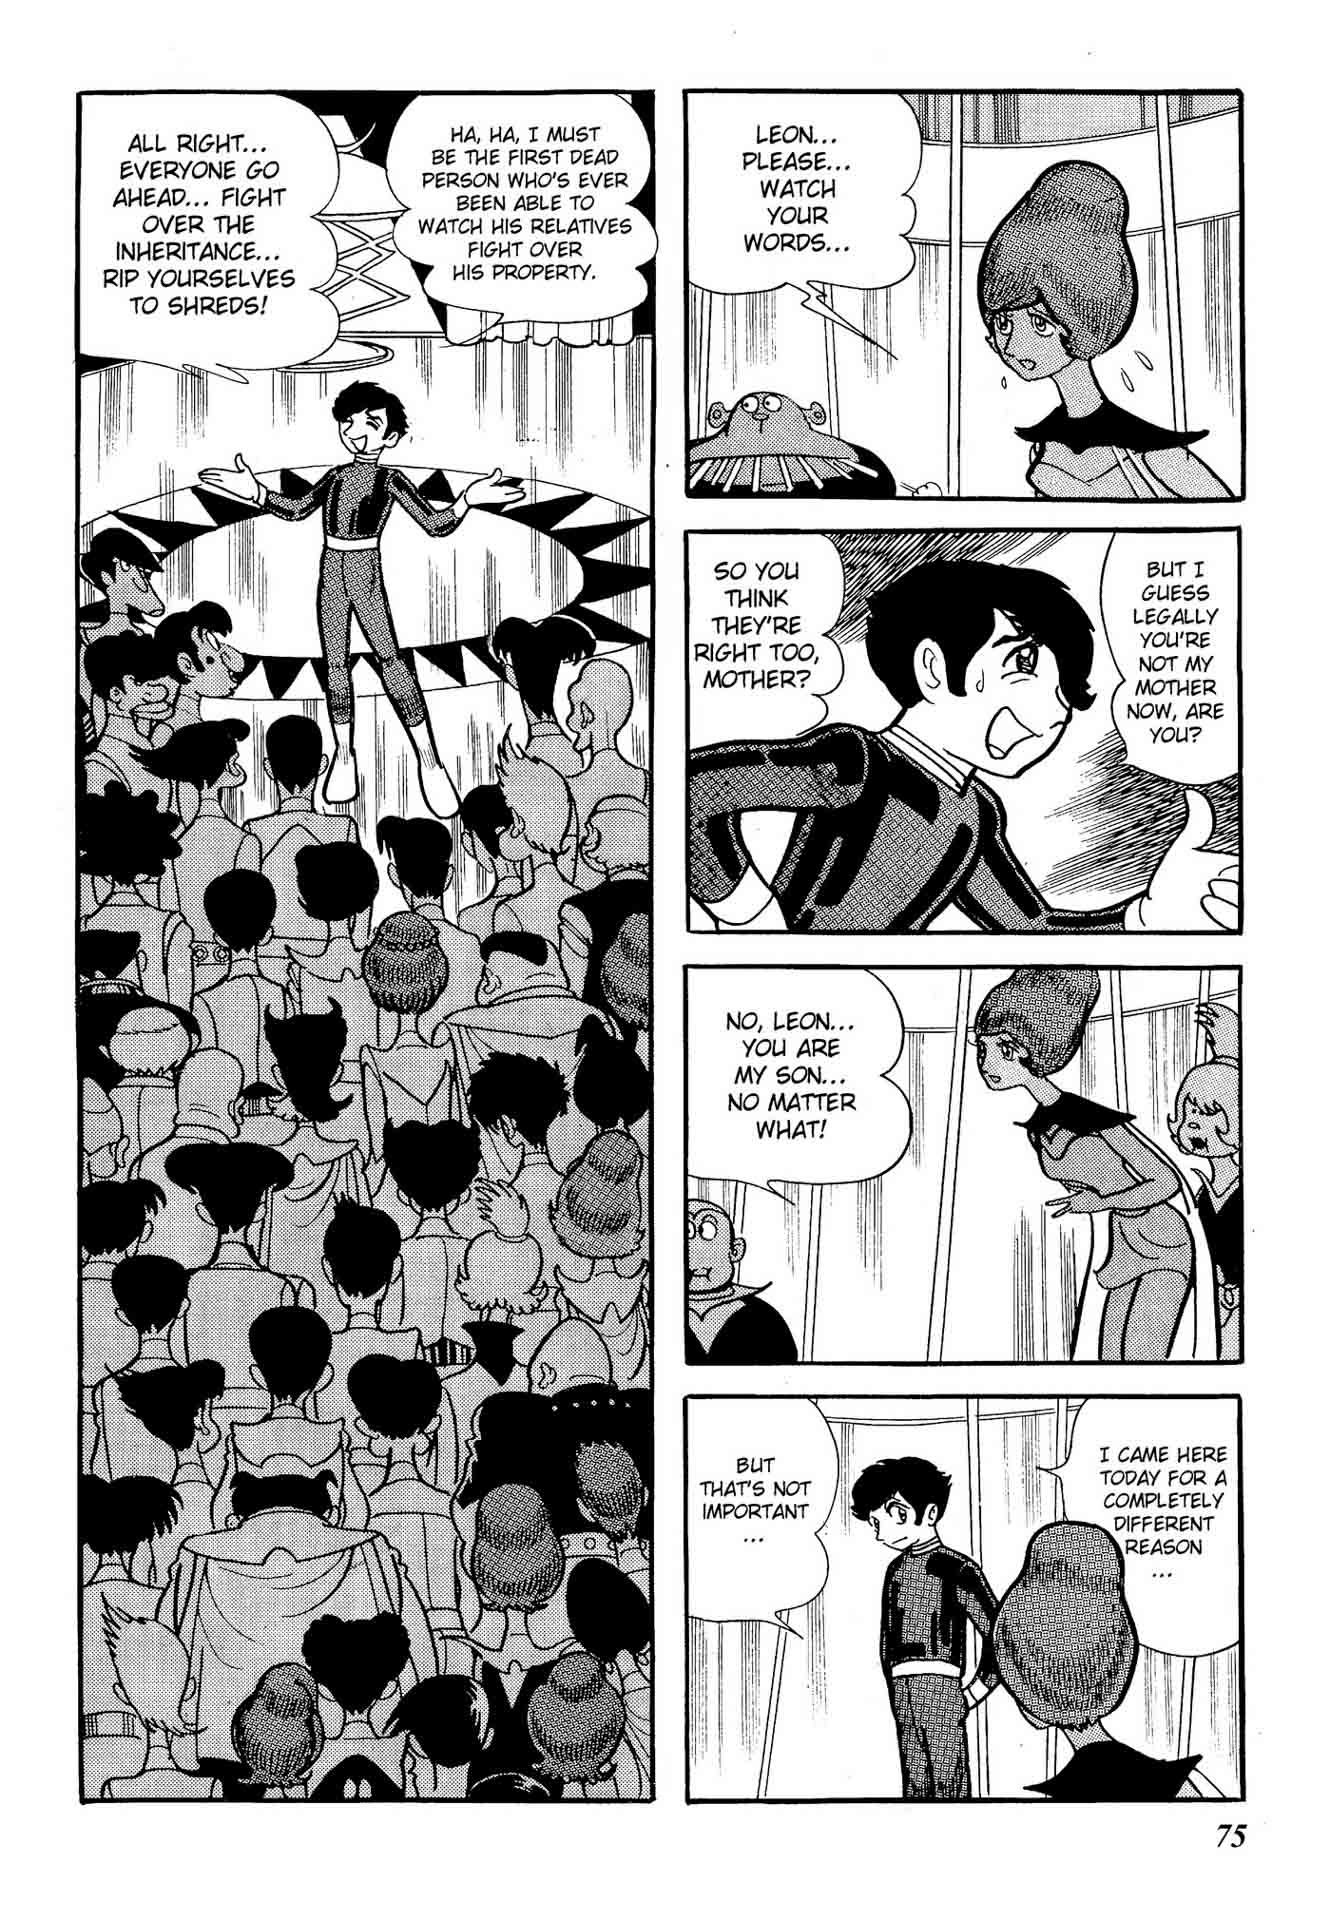 ALL RIGHT...
EVERYONE GO
AHEAD... FIGHT
OVER THE
INHERITANCE...
RIP YOURSELVES
TO SHREDS!
HA, HA, I MUST
BE THE FIRST DEAD
PERSON WHO'S EVER
BEEN ABLE TO
WATCH HIS RELATIVES
FIGHT OVER
HIS PROPERTY.
LEON...
PLEASE...
WATCH
YOUR
WORDS...
SO YOU
THINK
THEY'RE
RIGHT TOO,
MOTHER?
BUT I
GUESS
LEGALLY
YOU'RE
NOT MY
MOTHER
NOW, ARE
YOU?
NO, LEON...
YOU ARE
MY SON...
NO MATTER
WHAT!
BUT
THAT'S NOT
IMPORTANT
...
I CAME HERE
TODAY FOR A
COMPLETELY
DIFFERENT
REASON
...
75